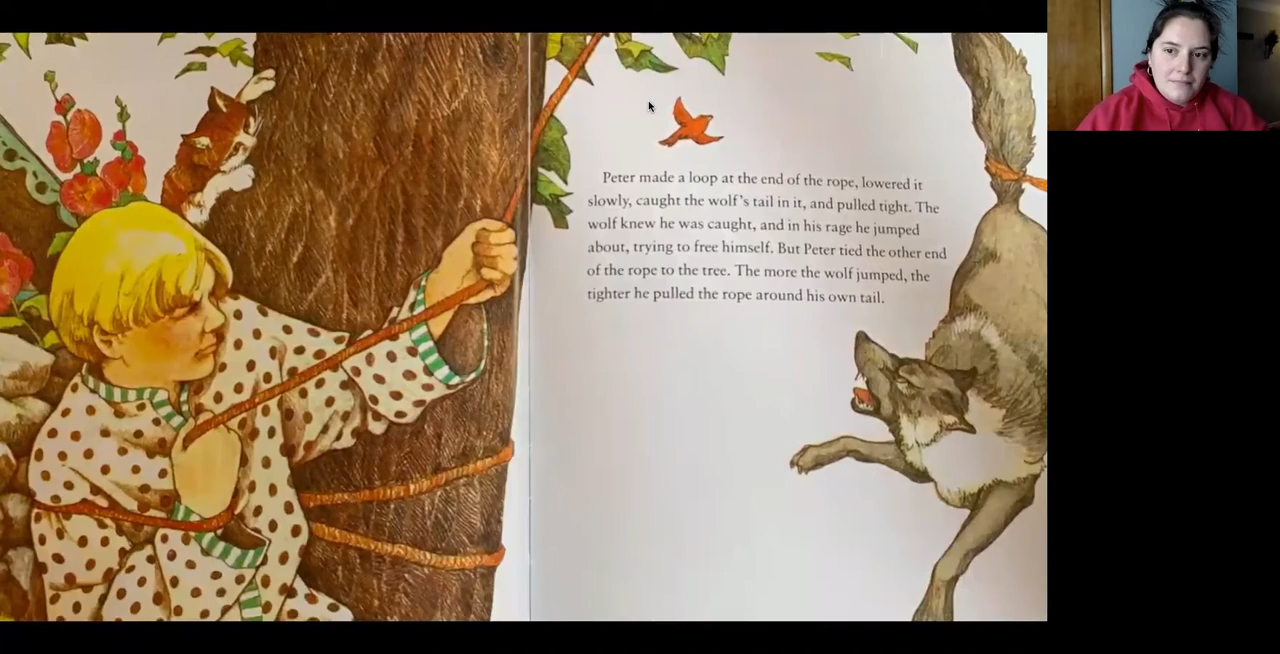 Peter made a loop at the end of the rope, lowered it
slowly, caught the wolf's tail in it, and pulled tight. The
wolf knew he was caught, and in his rage he jumped
about, trying to free himself. But Peter tied the other end
of the rope to the tree. The more the wolf jumped, the
tighter he pulled the rope around his own tail.